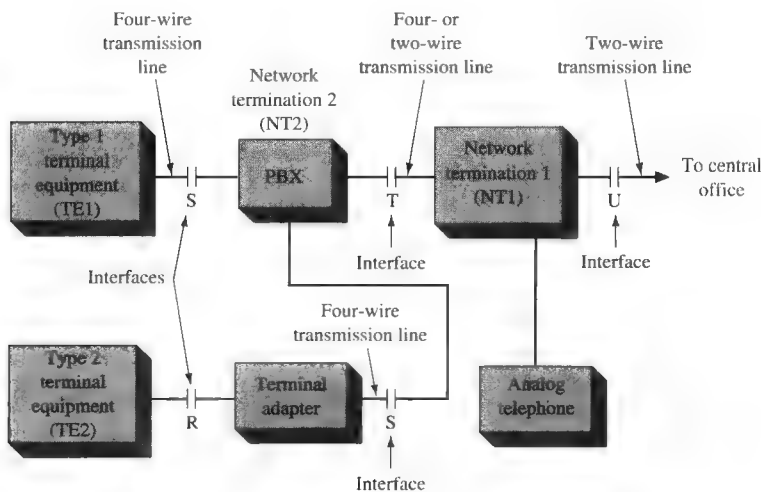 Four-wire
transmission
line
Four- or
two-wire
transmission line
Two-wire
transmission line
Network
termination 2
(NT2)
Type 1
terminal
equipment
(TE1)
S
PBX
T
Network
termination 1
(NT1)
U
To central
office
Interfaces
Interface
Interface
Four-wire
transmission line
Type 2
terminal
equipment
(TE2)
R
Terminal
adapter
S
Analog
telephone
Interface